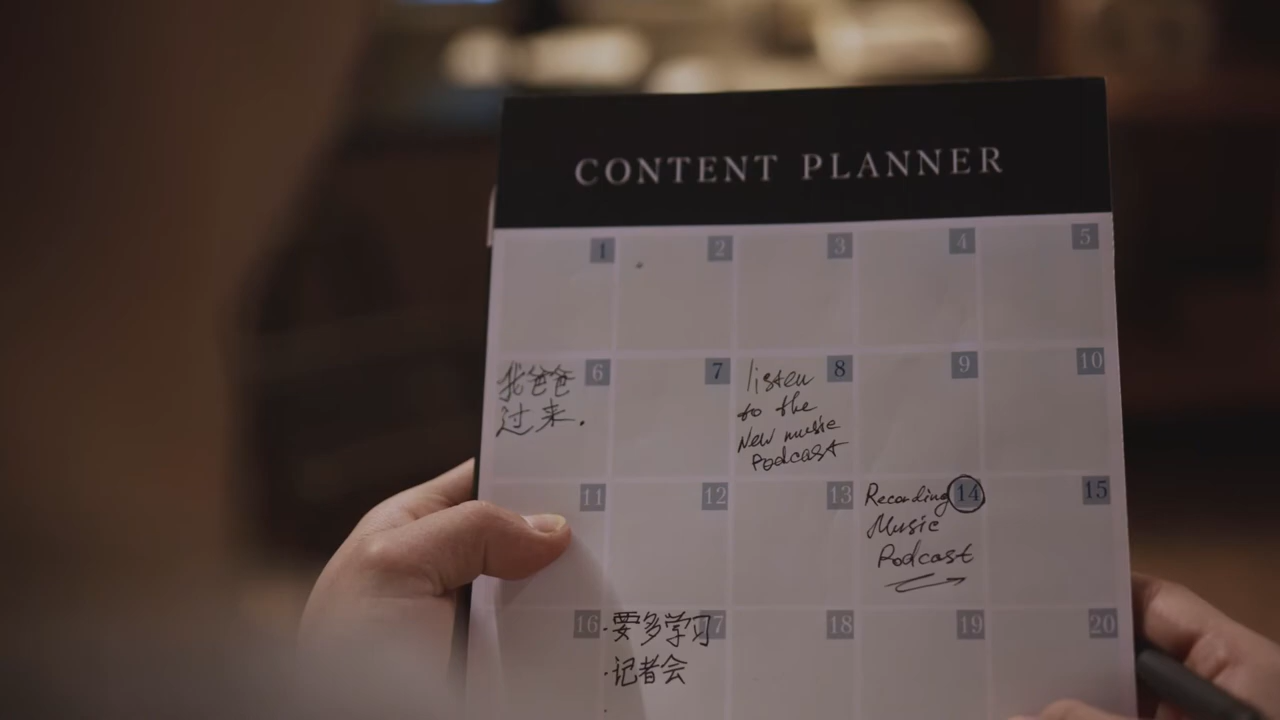 CONTENT PLANNER
1 2 3 4 5
我爸爸 6 7 listen 8 9 10
过来.
to the
New music
Podcast
11 12 13 Recording 14 15
Music
Podcast
16 ·要多学习 17 18 19 20
·记者会